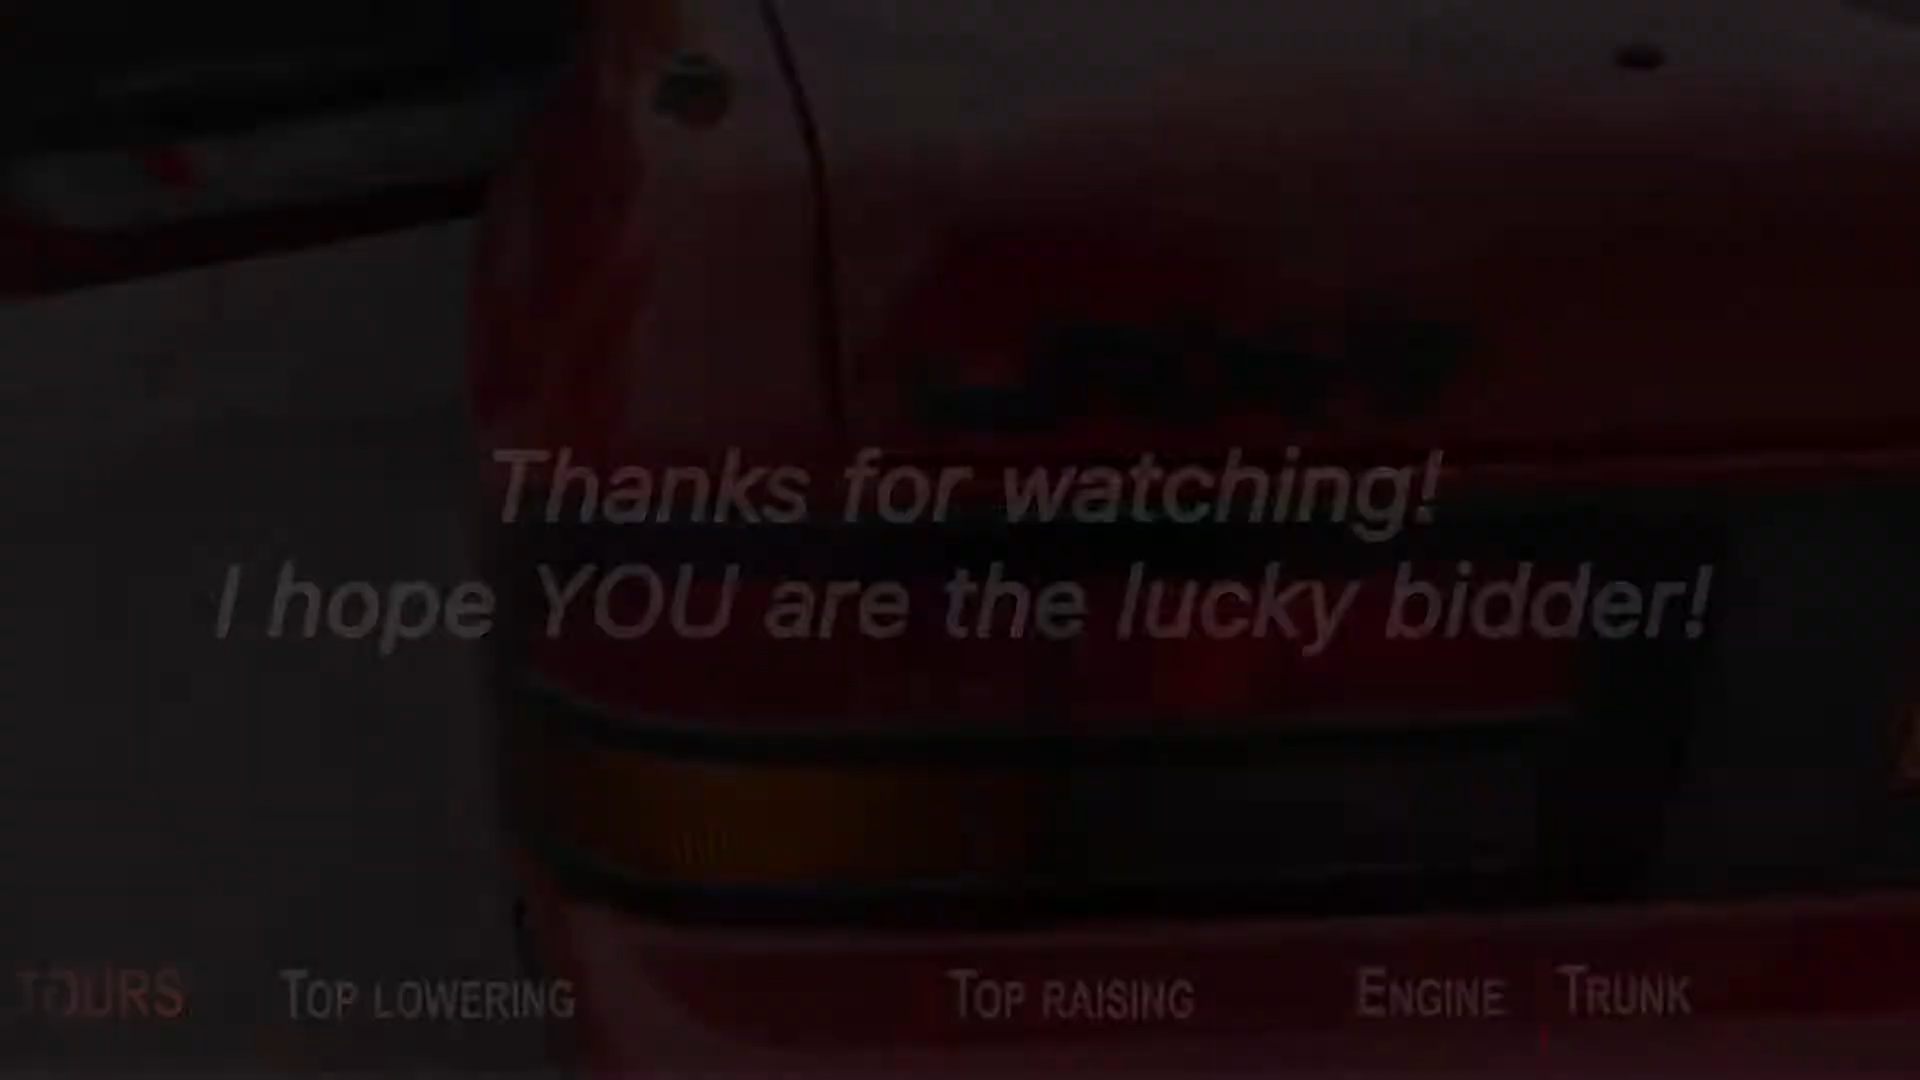 Thanks for watching!
I hope YOU are the lucky bidder!
TOURS TOP LOWERING TOP RAISING ENGINE TRUNK